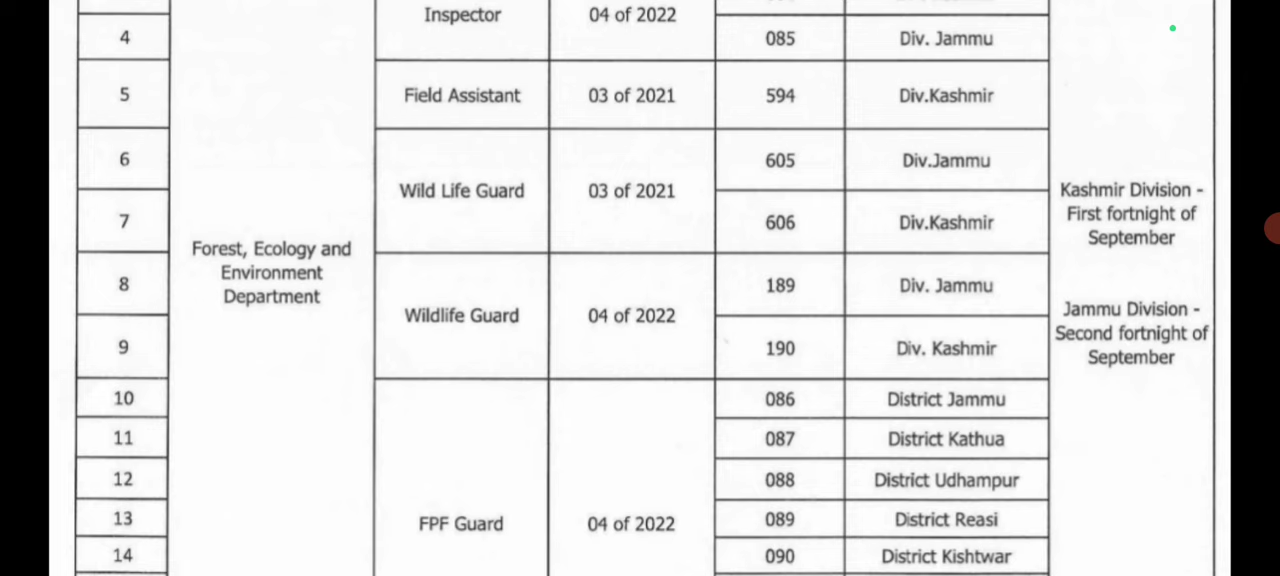 Inspector
04 of 2022
4
085
Div. Jammu
5
Field Assistant
03 of 2021
594
Div.Kashmir
6
605
Div.Jammu
Wild Life Guard
03 of 2021
7
606
Div.Kashmir
Kashmir Division -
First fortnight of
September
Forest, Ecology and
Environment
Department
8
189
Div. Jammu
Wildlife Guard
04 of 2022
9
190
Div. Kashmir
Jammu Division -
Second fortnight of
September
10
086
District Jammu
11
087
District Kathua
12
088
District Udhampur
13
FPF Guard
04 of 2022
089
District Reasi
14
090
District Kishtwar